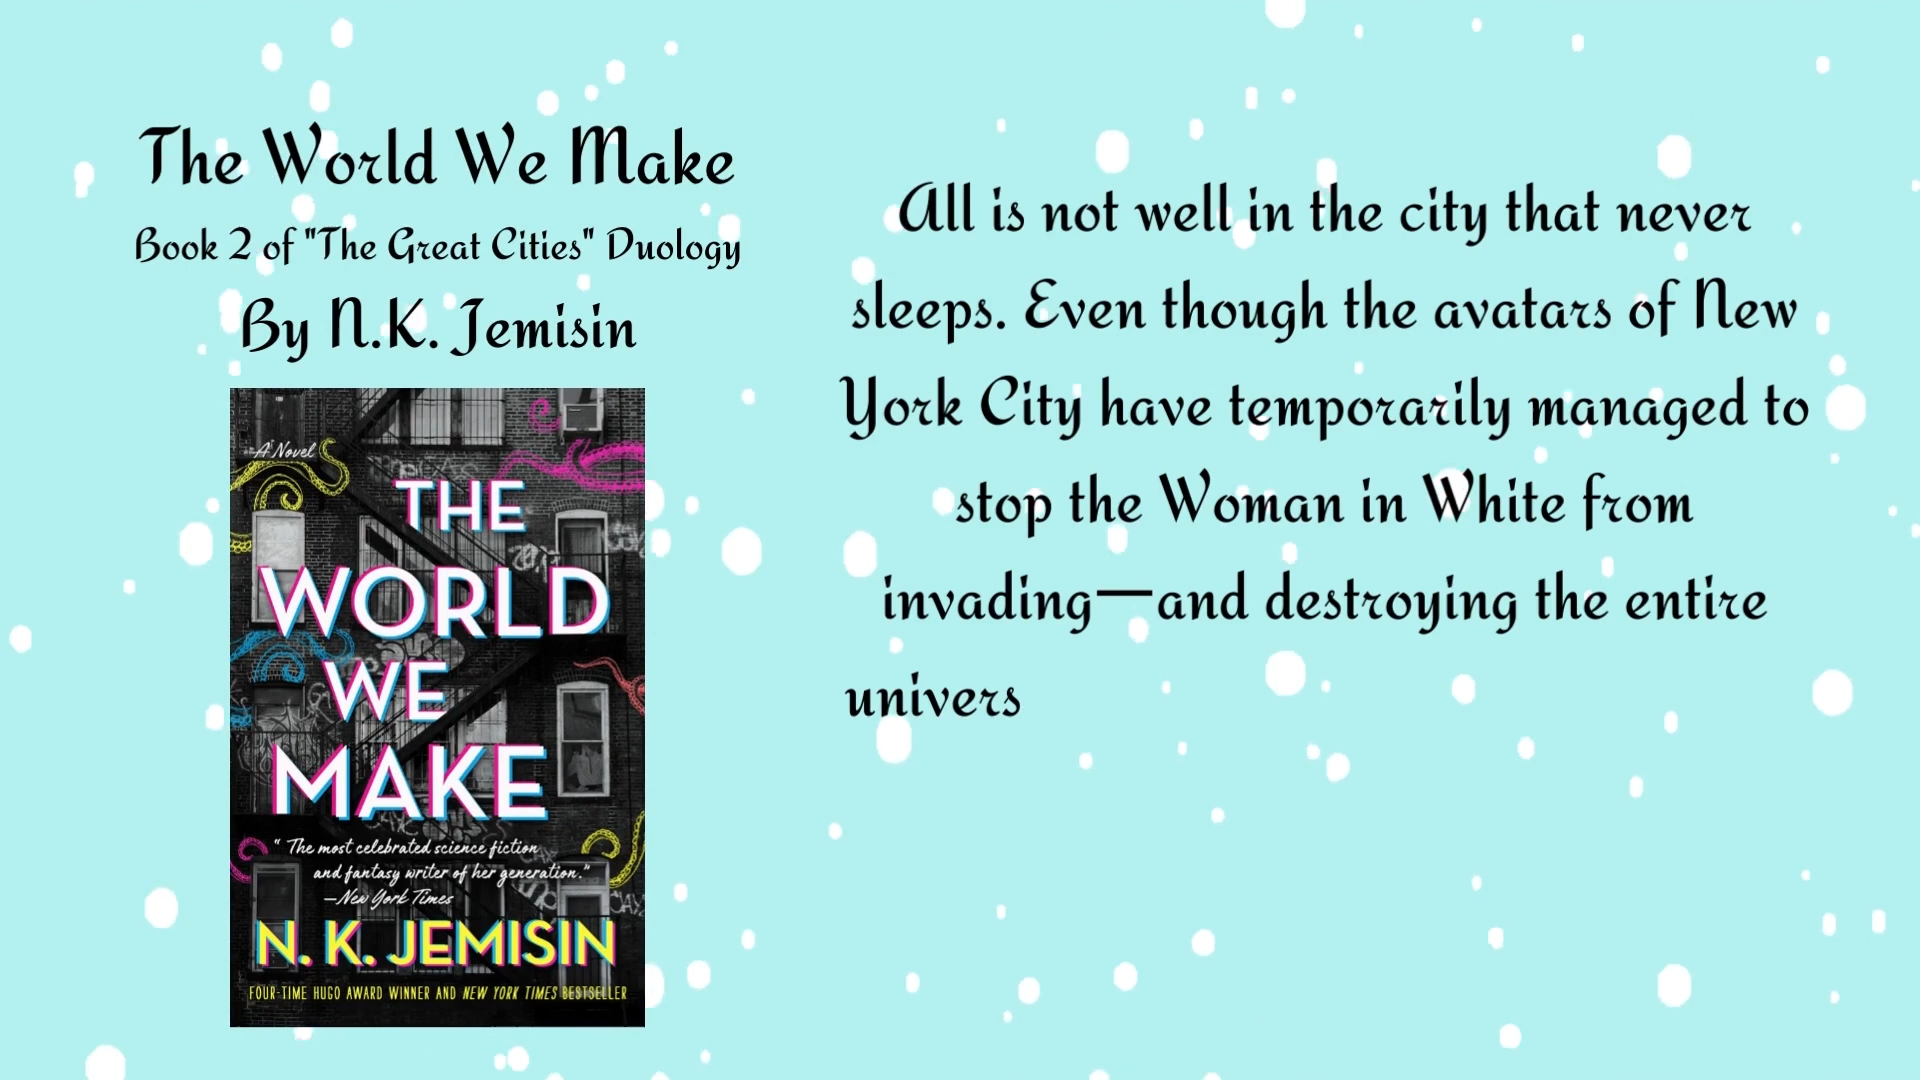 The World We Make
Book 2 of "The Great Cities" Duology
By N.K. Jemisin
A Novel
THE
WORLD
WE
MAKE
" The most celebrated science fiction
and fantasy writer of her generation."
—New York Times
N. K. JEMISIN
FOUR-TIME HUGO AWARD WINNER AND NEW YORK TIMES BESTSELLER
All is not well in the city that never
sleeps. Even though the avatars of New
York City have temporarily managed to
stop the Woman in White from
invading—and destroying the entire
univers